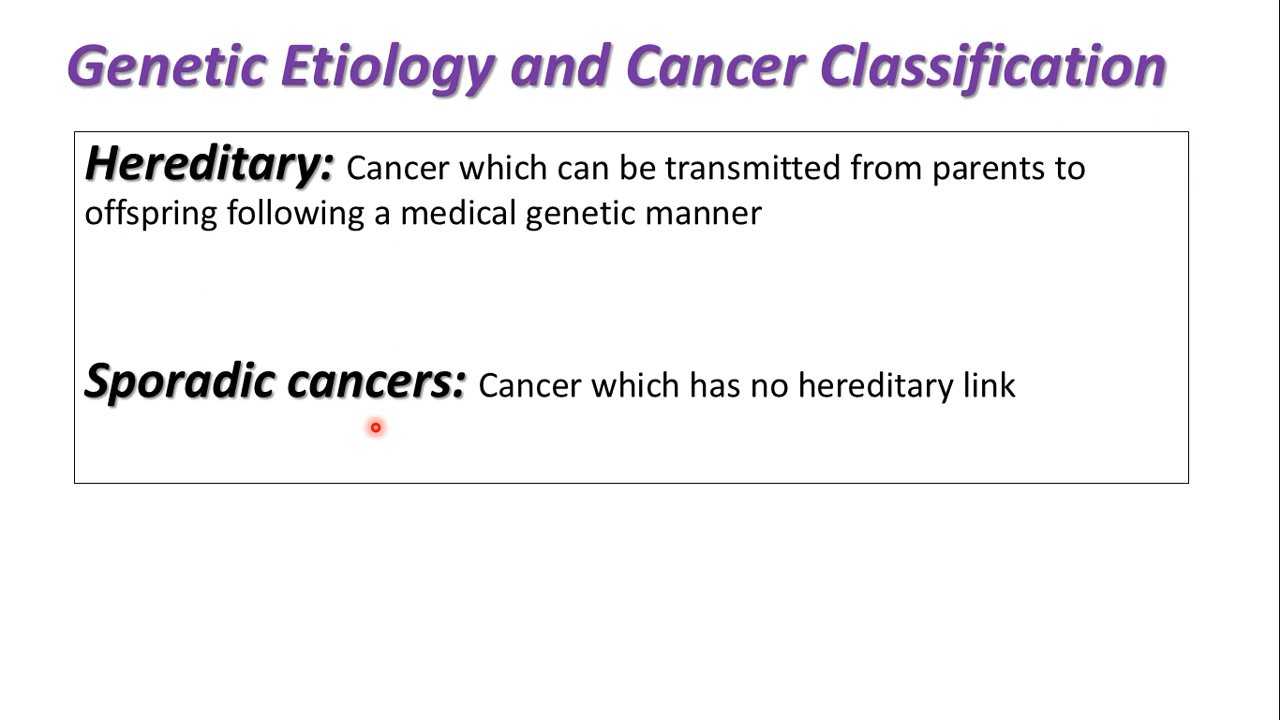 Genetic Etiology and Cancer Classification
Hereditary: Cancer which can be transmitted from parents to
offspring following a medical genetic manner
Sporadic cancers: Cancer which has no hereditary link